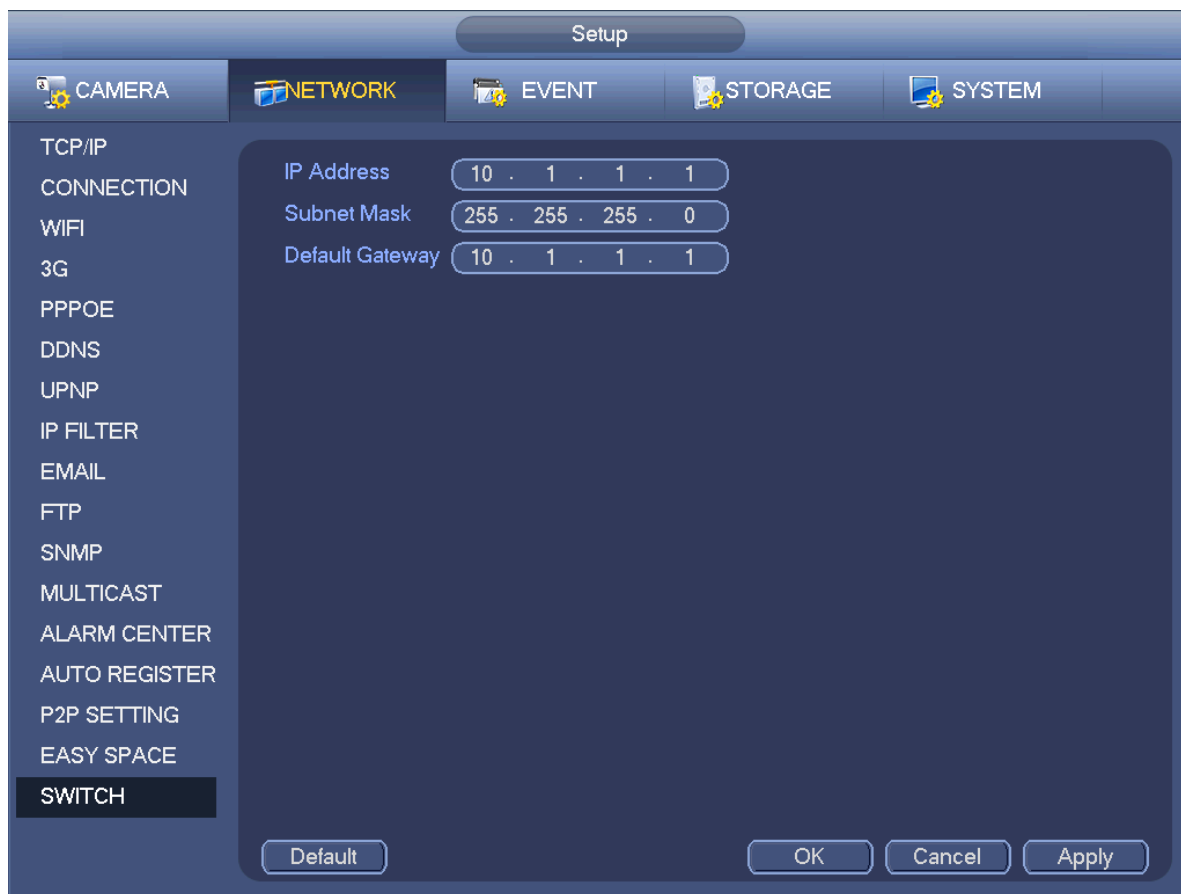 Setup
CAMERA NETWORK EVENT STORAGE SYSTEM
TCP/IP
CONNECTION
WIFI
3G
PPPOE
DDNS
UPNP
IP FILTER
EMAIL
FTP
SNMP
MULTICAST
ALARM CENTER
AUTO REGISTER
P2P SETTING
EASY SPACE
SWITCH
IP Address 10 . 1 . 1 . 1
Subnet Mask 255 . 255 . 255 . 0
Default Gateway 10 . 1 . 1 . 1
Default OK Cancel Apply